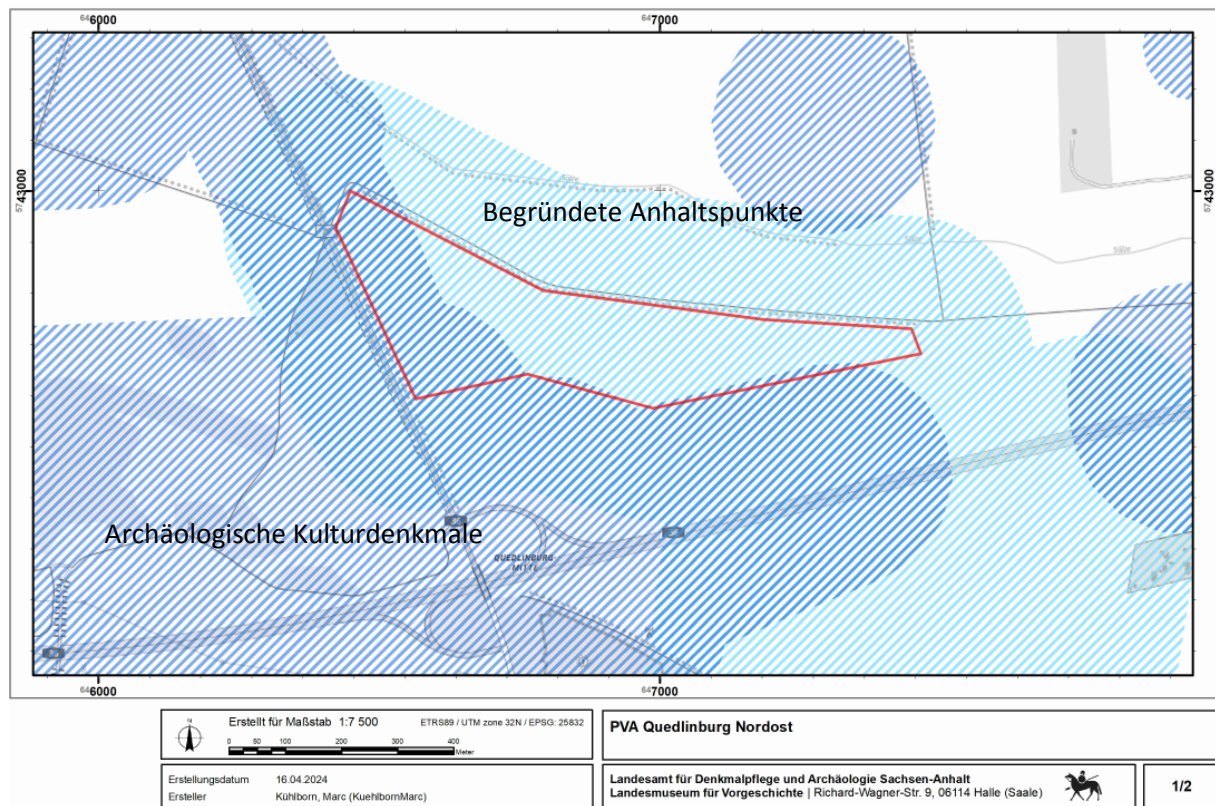 646000
647000
5743000
5743000
Sülze
Begründete Anhaltspunkte
Archäologische Kulturdenkmale
QUEDLINBURG-
MITTE
646000
647000
N
Erstellt für Maßstab 1:7 500
ETRS89 / UTM zone 32N / EPSG: 25832
0 50 100 200 300 400
Meter
PVA Quedlinburg Nordost
Erstellungsdatum 16.04.2024
Ersteller Kühlborn, Marc (KuehlbornMarc)
Landesamt für Denkmalpflege und Archäologie Sachsen-Anhalt
Landesmuseum für Vorgeschichte | Richard-Wagner-Str. 9, 06114 Halle (Saale)
1/2